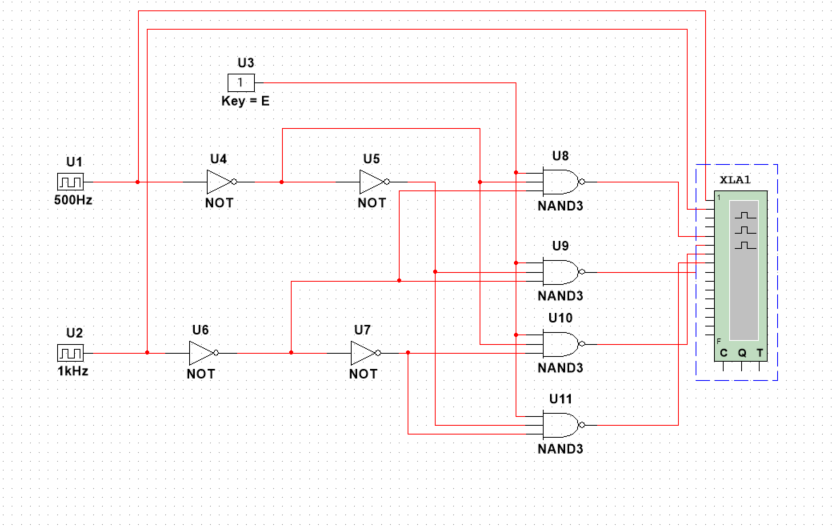 U3
1
Key = E
U1
500Hz
U4
NOT
U5
NOT
U8
NAND3
XLA1
1
F
C Q T
U9
NAND3
U10
NAND3
U2
1kHz
U6
NOT
U7
NOT
U11
NAND3